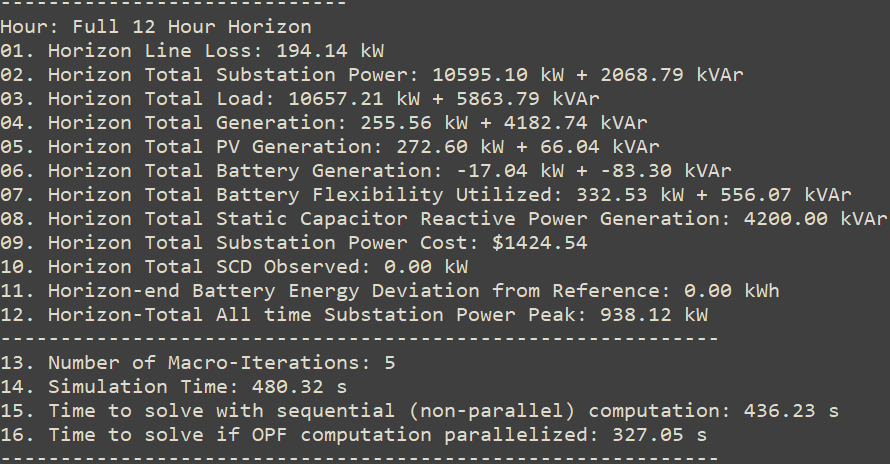 -----------------------------
Hour: Full 12 Hour Horizon
01. Horizon Line Loss: 194.14 kW
02. Horizon Total Substation Power: 10595.10 kW + 2068.79 kVAr
03. Horizon Total Load: 10657.21 kW + 5863.79 kVAr
04. Horizon Total Generation: 255.56 kW + 4182.74 kVAr
05. Horizon Total PV Generation: 272.60 kW + 66.04 kVAr
06. Horizon Total Battery Generation: -17.04 kW + -83.30 kVAr
07. Horizon Total Battery Flexibility Utilized: 332.53 kW + 556.07 kVAr
08. Horizon Total Static Capacitor Reactive Power Generation: 4200.00 kVAr
09. Horizon Total Substation Power Cost: $1424.54
10. Horizon Total SCD Observed: 0.00 kW
11. Horizon-end Battery Energy Deviation from Reference: 0.00 kWh
12. Horizon-Total All time Substation Power Peak: 938.12 kW
------------------------------------------------------------
13. Number of Macro-Iterations: 5
14. Simulation Time: 480.32 s
15. Time to solve with sequential (non-parallel) computation: 436.23 s
16. Time to solve if OPF computation parallelized: 327.05 s
------------------------------------------------------------